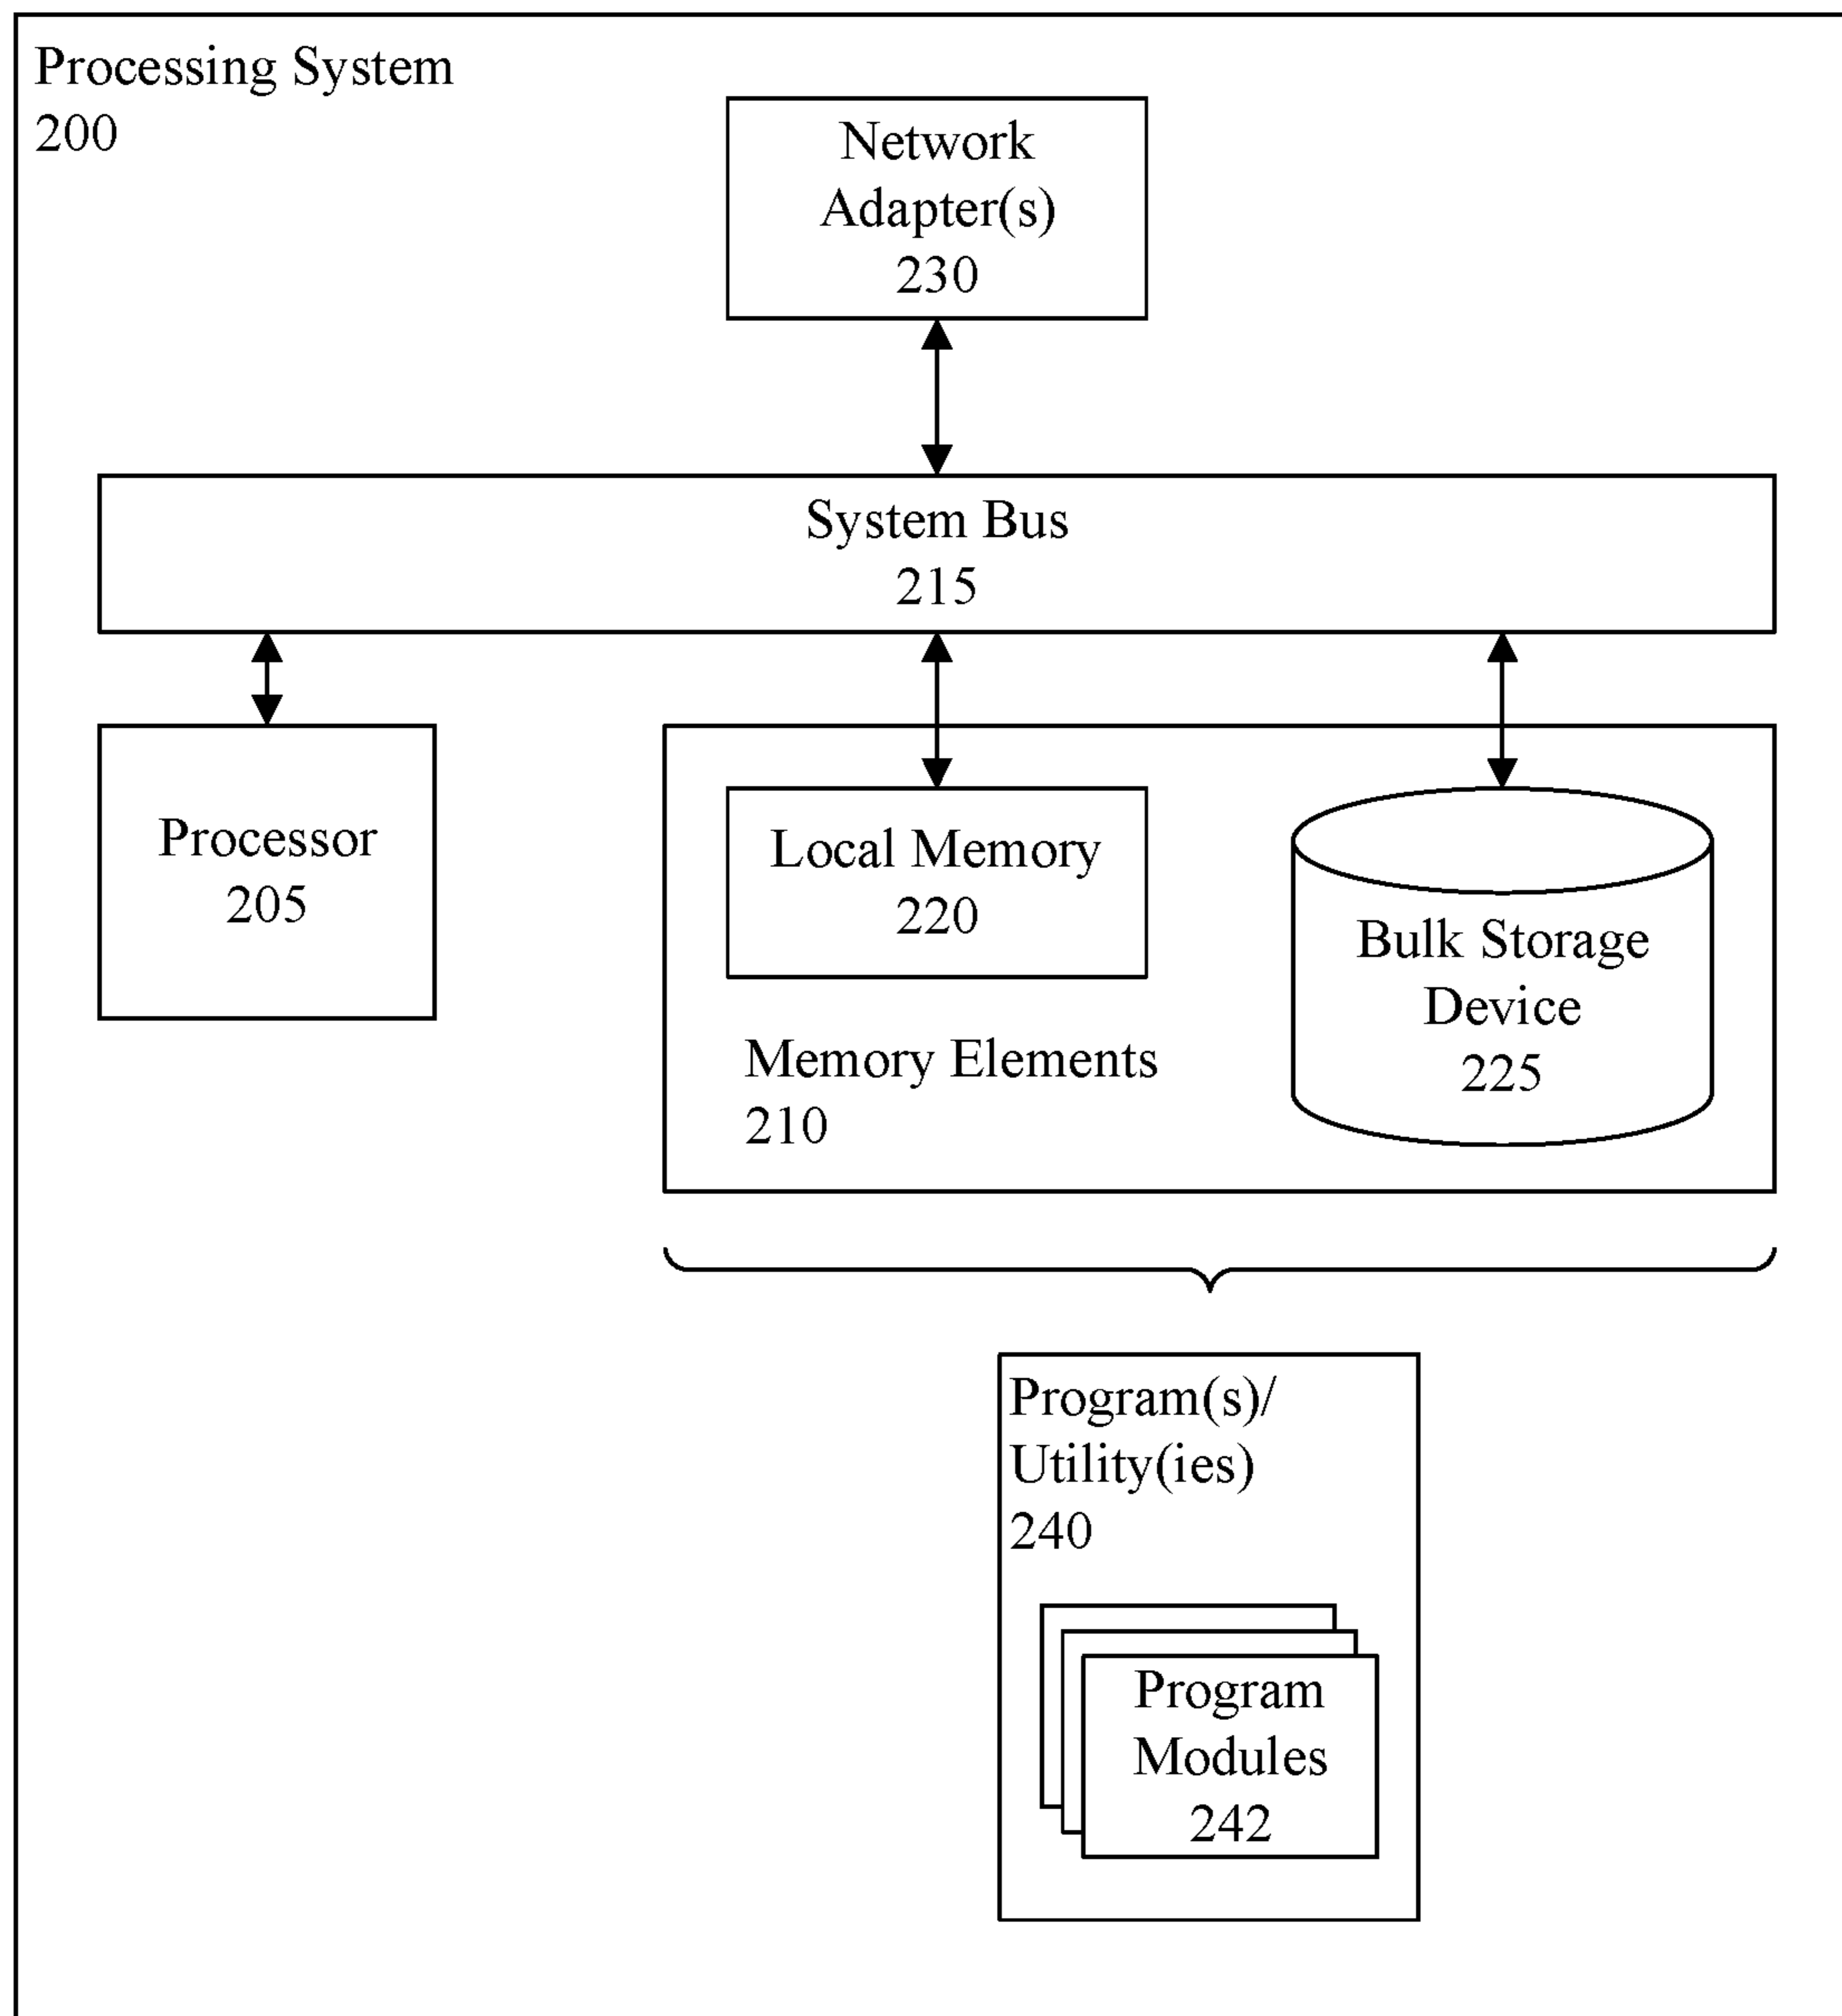 Processing System
200
Network
Adapter(s)
230
System Bus
215
Processor
205
Local Memory
220
Memory Elements
210
Bulk Storage
Device
225
Program(s)/
Utility(ies)
240
Program
Modules
242